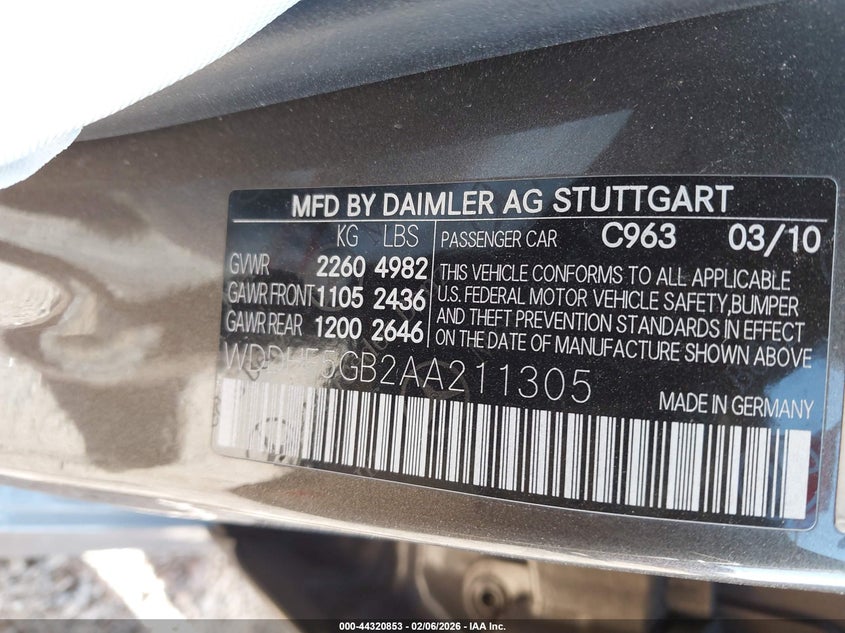 MFD BY DAIMLER AG STUTTGART
KG LBS
GVWR 2260 4982
GAWR FRONT 1105 2436
GAWR REAR 1200 2646
PASSENGER CAR C963 03/10
THIS VEHICLE CONFORMS TO ALL APPLICABLE
U.S. FEDERAL MOTOR VEHICLE SAFETY,BUMPER
AND THEFT PREVENTION STANDARDS IN EFFECT
ON THE DATE OF MANUFACTURE SHOWN ABOVE
WDDHF5GB2AA211305
MADE IN GERMANY
000-44320853 - 02/06/2026 - IAA Inc.